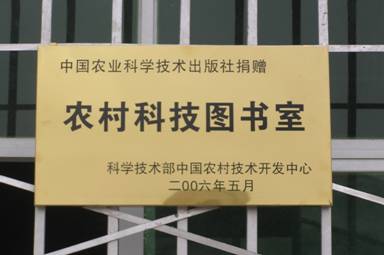 中国农业科学技术出版社捐赠
农村科技图书室
科学技术部中国农村技术开发中心
二00六年五月